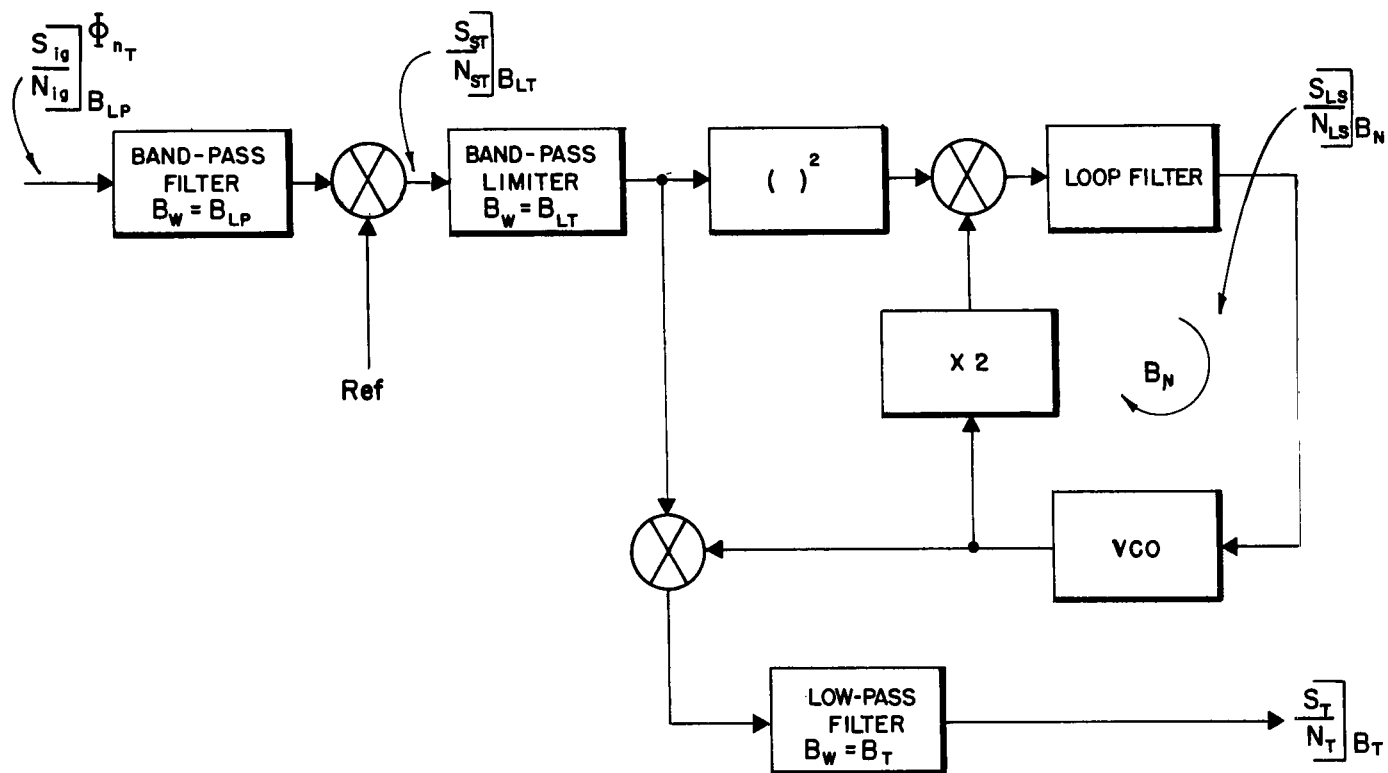 S_ig / N_ig ]B_LP Φ_nT
S_ST / N_ST ]B_LT
S_LS / N_LS ]B_N
BAND-PASS
FILTER
B_W = B_LP
BAND-PASS
LIMITER
B_W = B_LT
( )²
LOOP FILTER
Ref
X 2
B_N
VCO
LOW-PASS
FILTER
B_W = B_T
S_T / N_T ]B_T